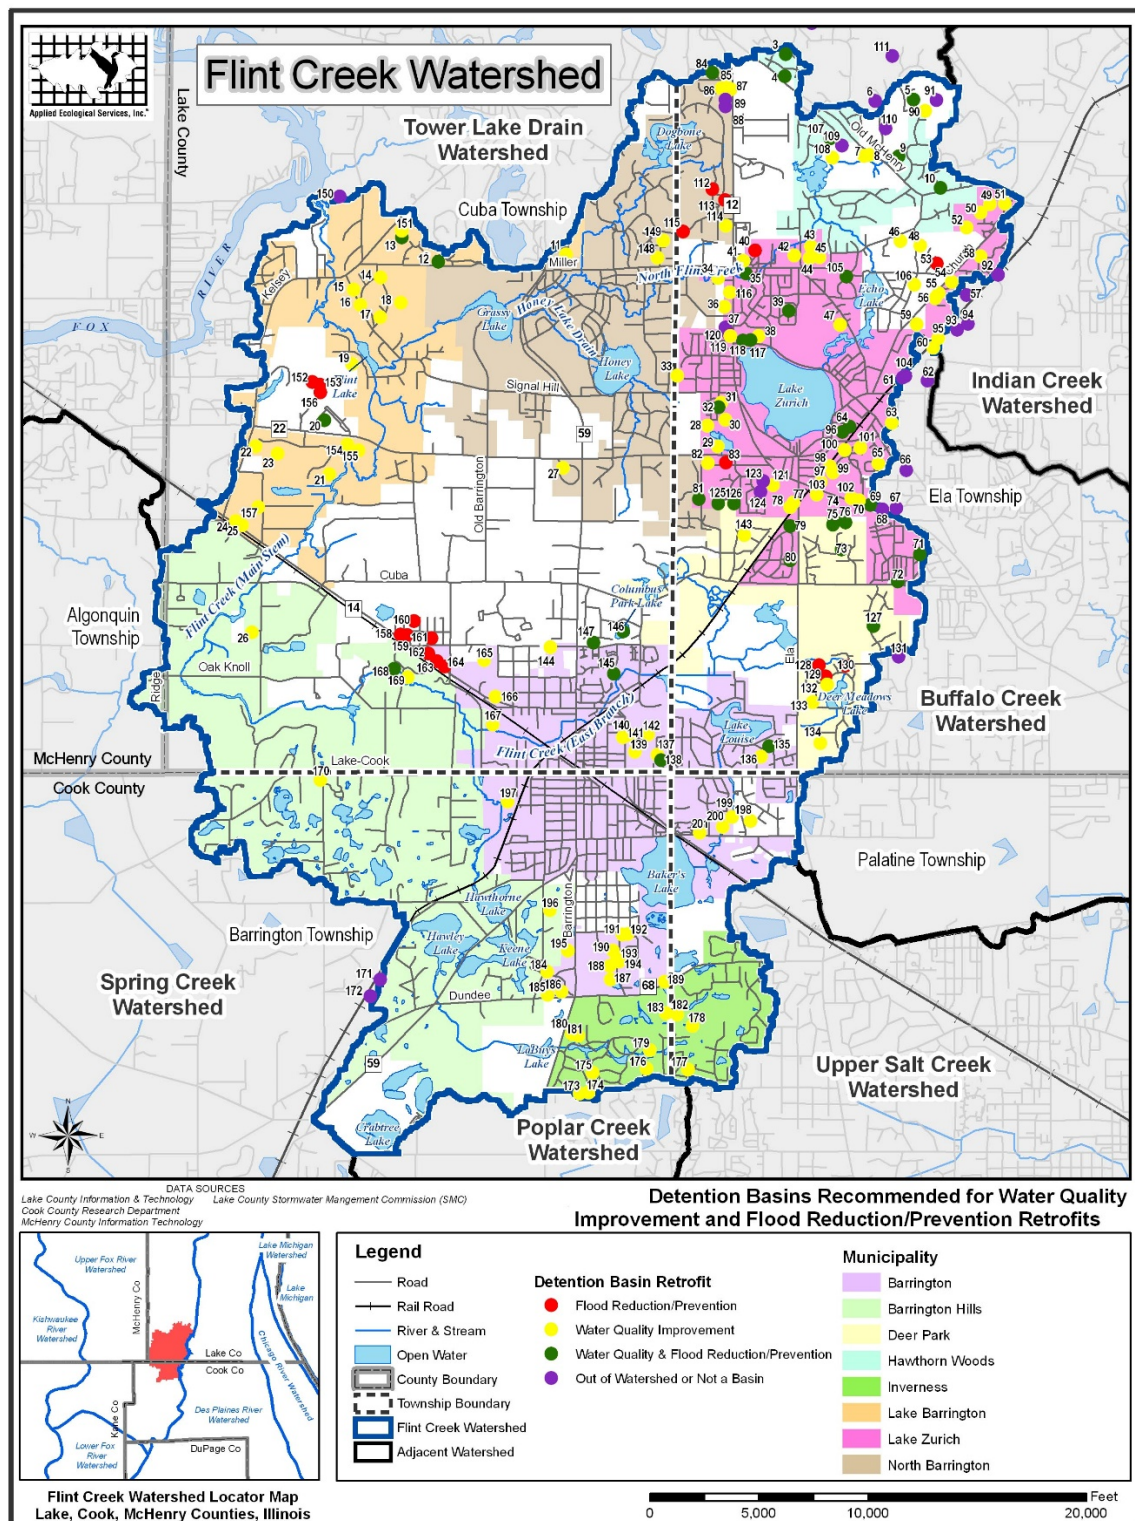 Flint Creek Watershed
Applied Ecological Services, Inc.
Lake County
Tower Lake Drain
Watershed
Cuba Township
Dogbone
Lake
Old McHenry
Kelsey
Miller
North Flint Creek
Church
FOX
RIVER
Grassy
Lake
Honey Lake Drain
Honey
Lake
Echo
Lake
Signal Hill
Flint
Lake
Lake
Zurich
Indian Creek
Watershed
Old Barrington
Ela Township
Cuba
Columbus
Park Lake
Flint Creek (Main Stem)
Algonquin
Township
Oak Knoll
Ridge
Ela
Deer Meadows
Lake
Buffalo Creek
Watershed
Lake
Louise
Flint Creek (East Branch)
McHenry County
Cook County
Lake-Cook
Palatine Township
Baker's
Lake
Hawthorne
Lake
Barrington
Hawley
Lake
Keene
Lake
Barrington Township
Spring Creek
Watershed
Dundee
LaBuys
Lake
Upper Salt Creek
Watershed
Poplar Creek
Watershed
Crabtree
Lake
12
22
59
14
68
59
N
W
E
S
DATA SOURCES
Lake County Information & Technology
Lake County Stormwater Mangement Commission (SMC)
Cook County Research Department
McHenry County Information Technology
Detention Basins Recommended for Water Quality
Improvement and Flood Reduction/Prevention Retrofits
Upper Fox River
Watershed
Lake Michigan
Watershed
Lake
Michigan
McHenry Co
Kishwaukee
River
Watershed
Lake Co
Cook Co
Chicago River Watershed
Kane Co
Des Plaines River
Watershed
Lower Fox
River
Watershed
DuPage Co
Flint Creek Watershed Locator Map
Lake, Cook, McHenry Counties, Illinois
Legend
Road
Rail Road
River & Stream
Open Water
County Boundary
Township Boundary
Flint Creek Watershed
Adjacent Watershed
Detention Basin Retrofit
Flood Reduction/Prevention
Water Quality Improvement
Water Quality & Flood Reduction/Prevention
Out of Watershed or Not a Basin
Municipality
Barrington
Barrington Hills
Deer Park
Hawthorn Woods
Inverness
Lake Barrington
Lake Zurich
North Barrington
Feet
0
5,000
10,000
20,000